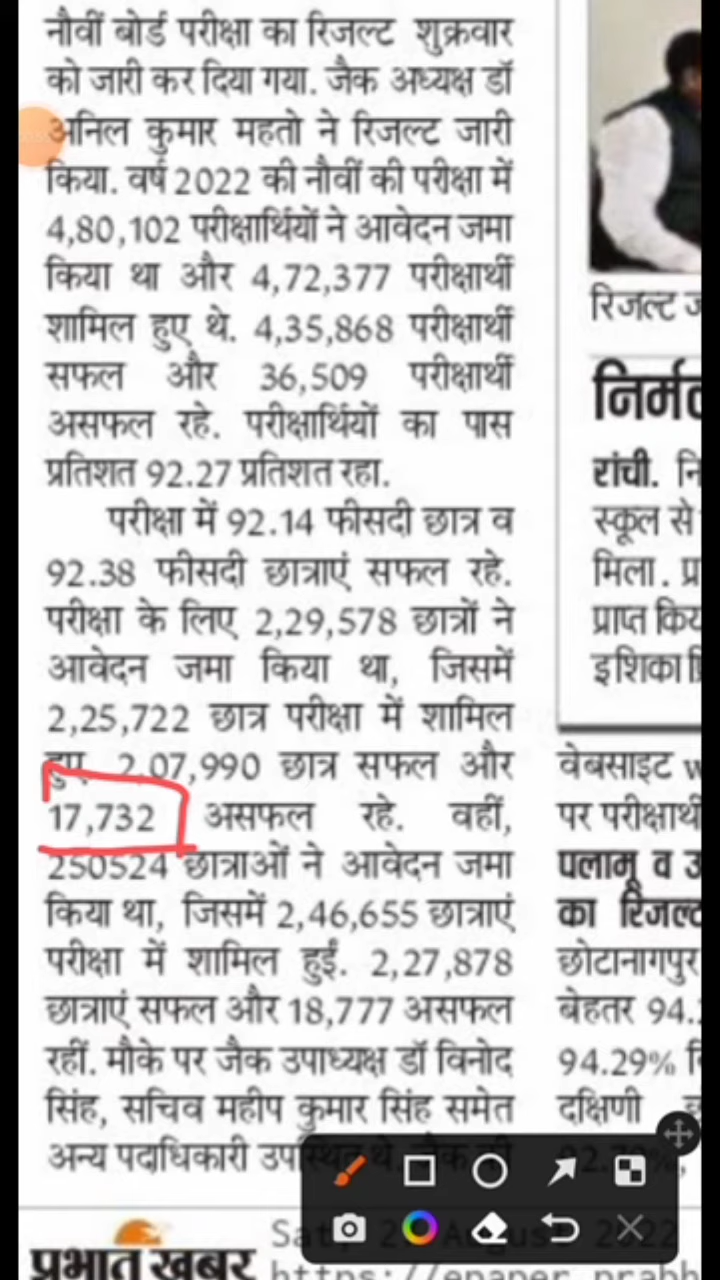 नौवीं बोर्ड परीक्षा का रिजल्ट शुक्रवार
को जारी कर दिया गया. जैक अध्यक्ष डॉ
अनिल कुमार महतो ने रिजल्ट जारी
किया. वर्ष 2022 की नौवीं की परीक्षा में
4,80,102 परीक्षार्थियों ने आवेदन जमा
किया था और 4,72,377 परीक्षार्थी
शामिल हुए थे. 4,35,868 परीक्षार्थी
सफल और 36,509 परीक्षार्थी
असफल रहे. परीक्षार्थियों का पास
प्रतिशत 92.27 प्रतिशत रहा.
परीक्षा में 92.14 फीसदी छात्र व
92.38 फीसदी छात्राएं सफल रहे.
परीक्षा के लिए 2,29,578 छात्रों ने
आवेदन जमा किया था, जिसमें
2,25,722 छात्र परीक्षा में शामिल
हुए. 2,07,990 छात्र सफल और
17,732 असफल रहे. वहीं,
250524 छात्राओं ने आवेदन जमा
किया था, जिसमें 2,46,655 छात्राएं
परीक्षा में शामिल हुईं. 2,27,878
छात्राएं सफल और 18,777 असफल
रहीं. मौके पर जैक उपाध्यक्ष डॉ विनोद
सिंह, सचिव महीप कुमार सिंह समेत
अन्य पदाधिकारी उपस्थित थे. जैक की
रिजल्ट
रांची.
स्कूल से
मिला.
प्राप्त
इशिका
वेबसाइट
पर परीक्षार्थी
पलामू व
का रिजल्ट
छोटानागपुर
बेहतर 94.
94.29%
दक्षिणी
प्रभात खबर